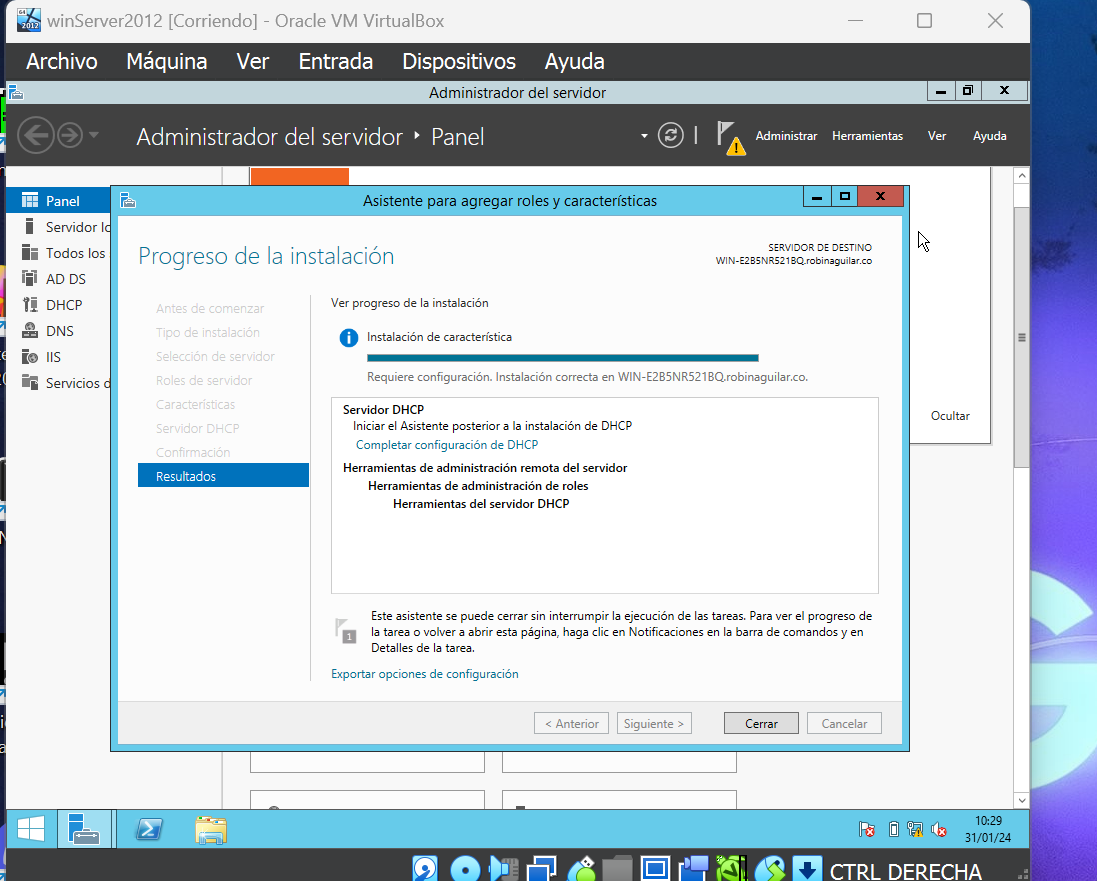 winServer2012 [Corriendo] - Oracle VM VirtualBox
Archivo Máquina Ver Entrada Dispositivos Ayuda
Administrador del servidor
Administrador del servidor Panel
Administrar Herramientas Ver Ayuda
Panel
Servidor lo
Todos los
AD DS
DHCP
DNS
IIS
Servicios d
Asistente para agregar roles y características
Progreso de la instalación
SERVIDOR DE DESTINO
WIN-E2B5NR521BQ.robinaguilar.co
Antes de comenzar
Tipo de instalación
Selección de servidor
Roles de servidor
Características
Servidor DHCP
Confirmación
Resultados
Ver progreso de la instalación
Instalación de característica
Requiere configuración. Instalación correcta en WIN-E2B5NR521BQ.robinaguilar.co.
Servidor DHCP
Iniciar el Asistente posterior a la instalación de DHCP
Completar configuración de DHCP
Herramientas de administración remota del servidor
Herramientas de administración de roles
Herramientas del servidor DHCP
1
Este asistente se puede cerrar sin interrumpir la ejecución de las tareas. Para ver el progreso de
la tarea o volver a abrir esta página, haga clic en Notificaciones en la barra de comandos y en
Detalles de la tarea.
Exportar opciones de configuración
< Anterior Siguiente > Cerrar Cancelar
Ocultar
10:29
31/01/24
CTRL DERECHA